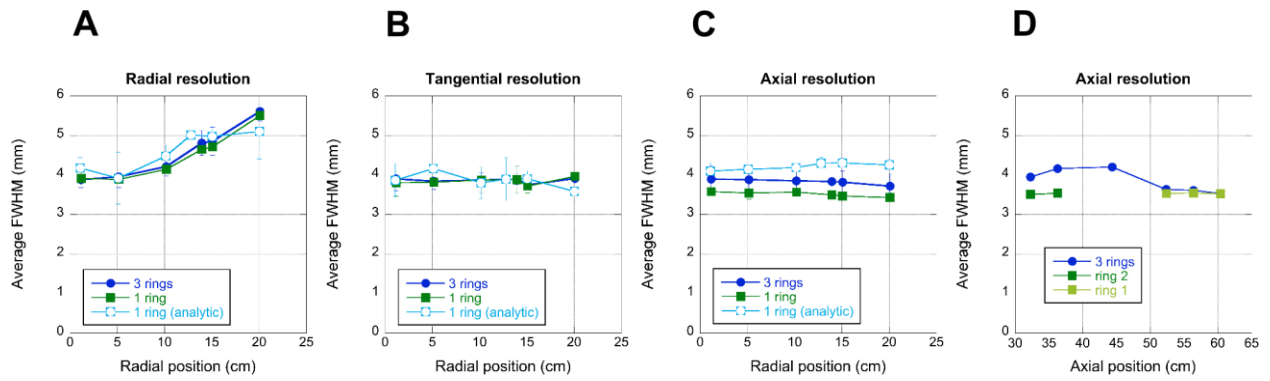 A
Radial resolution
Average FWHM (mm)
6
5
4
3
2
1
0
3 rings
1 ring
1 ring (analytic)
0 5 10 15 20 25
Radial position (cm)
B
Tangential resolution
Average FWHM (mm)
6
5
4
3
2
1
0
3 rings
1 ring
1 ring (analytic)
0 5 10 15 20 25
Radial position (cm)
C
Axial resolution
Average FWHM (mm)
6
5
4
3
2
1
0
3 rings
1 ring
1 ring (analytic)
0 5 10 15 20 25
Radial position (cm)
D
Axial resolution
Average FWHM (mm)
6
5
4
3
2
1
0
3 rings
ring 2
ring 1
30 35 40 45 50 55 60 65
Axial position (cm)